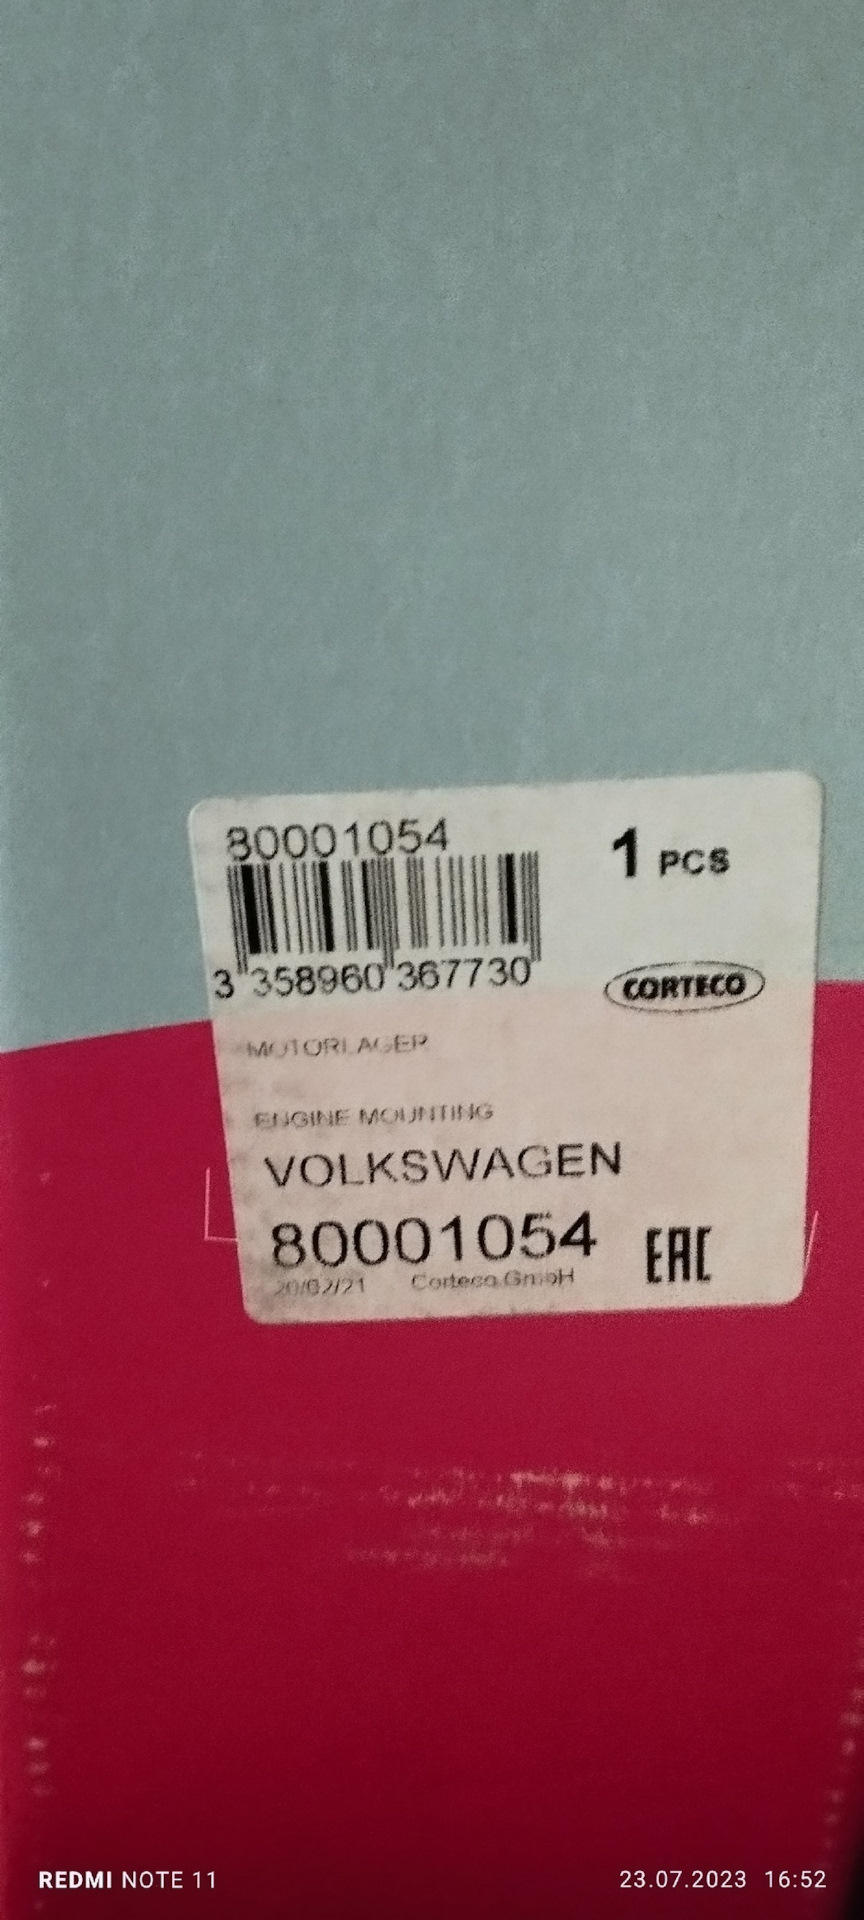 80001054
1 PCS
3 358960 367730
CORTECO
MOTORLAGER
ENGINE MOUNTING
VOLKSWAGEN
80001054
EAC
20/02/21 Corteco GmbH
REDMI NOTE 11
23.07.2023 16:52